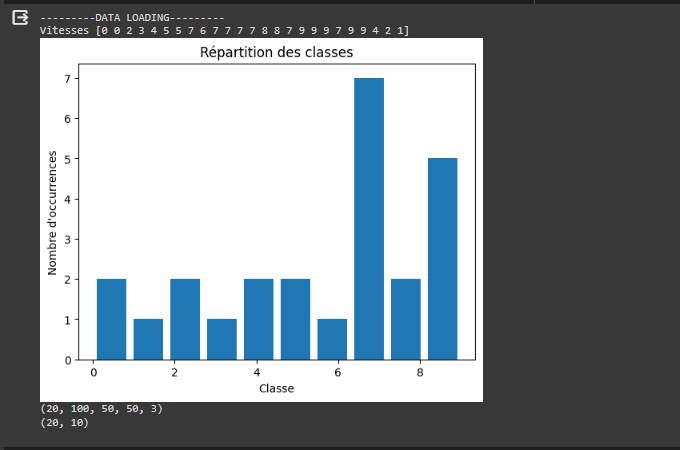 ---------DATA LOADING---------
Vitesses [0 0 2 3 4 5 5 7 6 7 7 7 7 8 8 7 9 9 9 7 9 9 4 2 1]
Répartition des classes
7
6
5
4
3
2
1
0
Nombre d'occurrences
0 2 4 6 8
Classe
(20, 100, 50, 50, 3)
(20, 10)